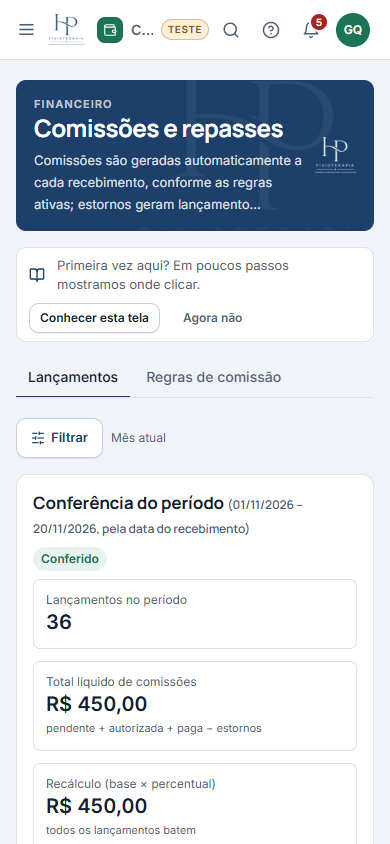 C... TESTE 5 GQ
FINANCEIRO
Comissões e repasses
Comissões são geradas automaticamente a
cada recebimento, conforme as regras
ativas; estornos geram lançamento...
HP
FISIOTERAPIA
Primeira vez aqui? Em poucos passos
mostramos onde clicar.
Conhecer esta tela Agora não
Lançamentos Regras de comissão
Filtrar Mês atual
Conferência do período (01/11/2026 –
20/11/2026, pela data do recebimento)
Conferido
Lançamentos no período
36
Total líquido de comissões
R$ 450,00
pendente + autorizada + paga − estornos
Recálculo (base × percentual)
R$ 450,00
todos os lançamentos batem